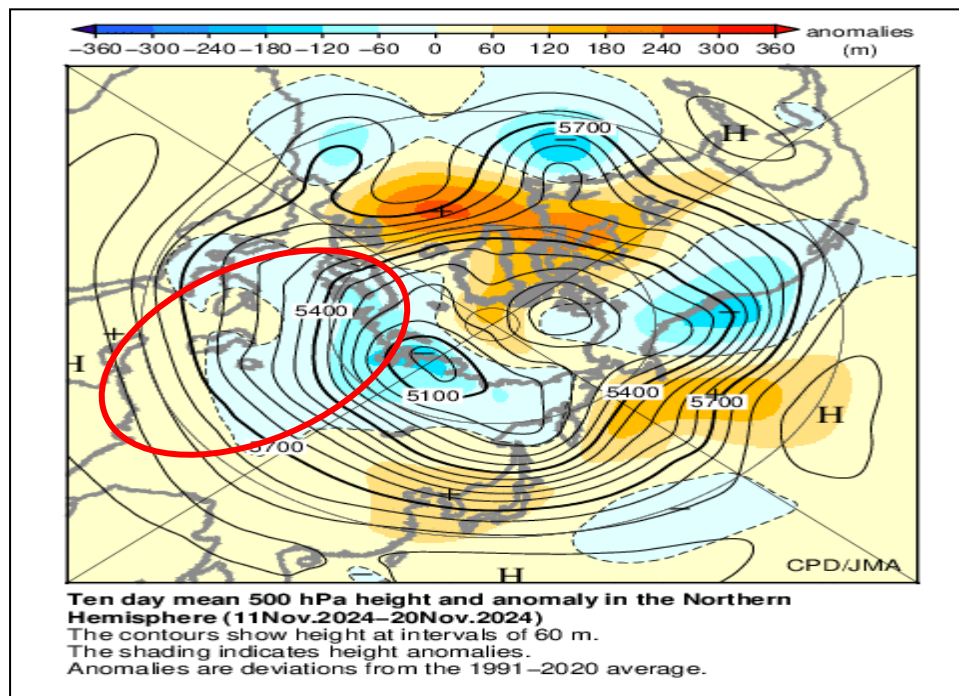 anomalies
−360 −300 −240 −180 −120 −60 0 60 120 180 240 300 360 (m)
5700
H
5400
H
5100
5400
5700
H
5700
H
CPD/JMA
Ten day mean 500 hPa height and anomaly in the Northern
Hemisphere (11Nov.2024−20Nov.2024)
The contours show height at intervals of 60 m.
The shading indicates height anomalies.
Anomalies are deviations from the 1991−2020 average.